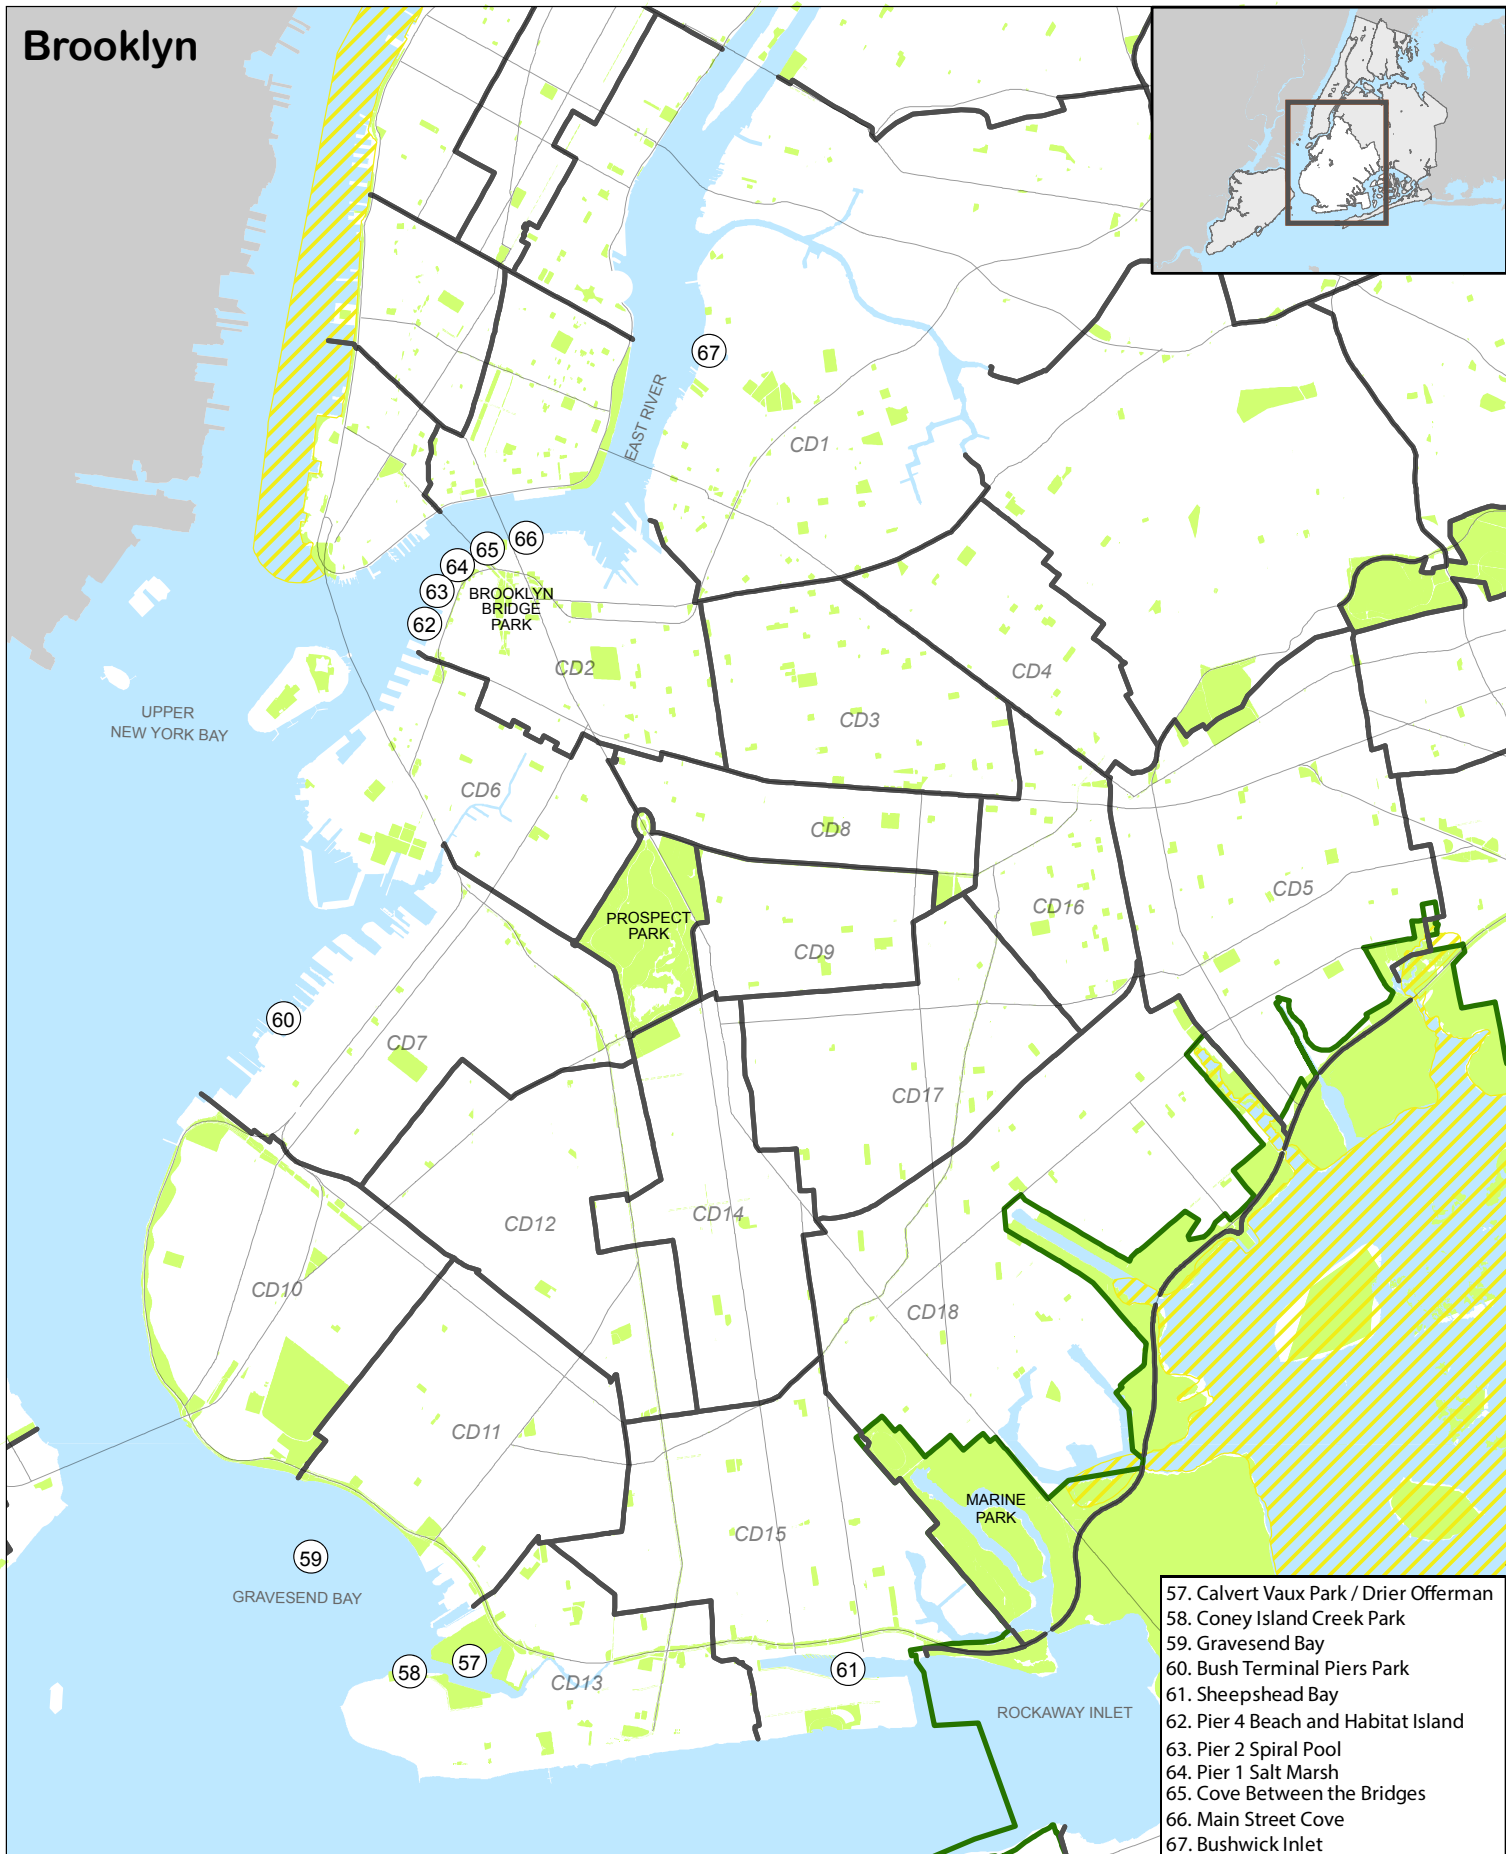 Brooklyn
67
EAST RIVER
CD1
66
65
64
63
62
BROOKLYN
BRIDGE
PARK
CD2
CD4
UPPER
NEW YORK BAY
CD3
CD6
CD8
CD5
CD16
PROSPECT
PARK
CD9
60
CD7
CD17
CD12
CD14
CD10
CD18
CD11
MARINE
PARK
CD15
59
GRAVESEND BAY
57
58
61
CD13
ROCKAWAY INLET
57. Calvert Vaux Park / Drier Offerman
58. Coney Island Creek Park
59. Gravesend Bay
60. Bush Terminal Piers Park
61. Sheepshead Bay
62. Pier 4 Beach and Habitat Island
63. Pier 2 Spiral Pool
64. Pier 1 Salt Marsh
65. Cove Between the Bridges
66. Main Street Cove
67. Bushwick Inlet